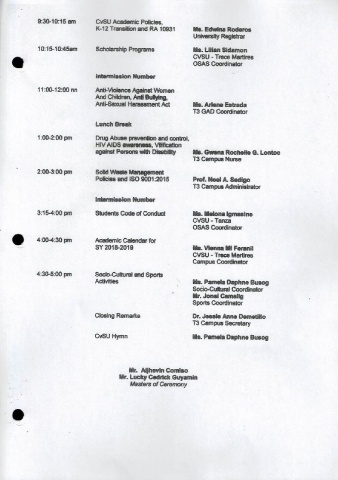 9:30-10:15 am CvSU Academic Policies,
K-12 Transition and RA 10931 Ms. Edwina Roderos
University Registrar
10:15-10:45am Scholarship Programs Ms. Lilian Sidamon
CVSU - Trece Martires
OSAS Coordinator
Intermission Number
11:00-12:00 nn Anti-Violence Against Women
And Children, Anti Bullying,
Anti-Sexual Harassment Act Ms. Arlene Estrada
T3 GAD Coordinator
Lunch Break
1:00-2:00 pm Drug Abuse prevention and control,
HIV AIDS awareness, Vilification
against Persons with Disability Ms. Gwena Rochelle G. Lontoc
T3 Campus Nurse
2:00-3:00 pm Solid Waste Management
Policies and ISO 9001:2015 Prof. Noel A. Sedigo
T3 Campus Administrator
Intermission Number
3:15-4:00 pm Students Code of Conduct Ms.
CVSU - Tanza
OSAS Coordinator
4:00-4:30 pm Academic Calendar for
SY 2018-2019 Ms. Vienna Mi Feranil
CVSU - Trece Martires
Campus Coordinator
4:30-5:00 pm Socio-Cultural and Sports
Activities Ms. Pamela Daphne Busog
Socio-Cultural Coordinator
Mr. Jonel
Sports Coordinator
Closing Remarks Dr. Jessie Anne Demetillo
T3 Campus Secretary
CvSU Hymn Ms. Pamela Daphne Busog
Mr. Comiso
Mr. Lucky Cedrick Guyamin
Masters of Ceremony